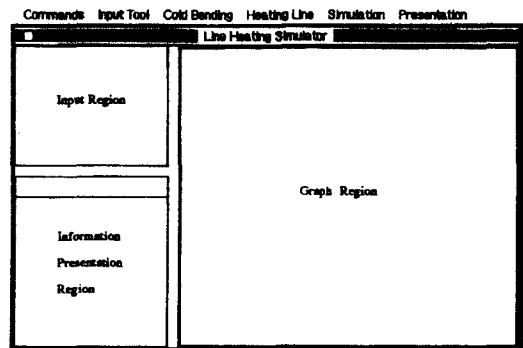 Commands Input Tool Cold Bending Heating Line Simulation Presentation
Line Heating Simulator
Input Region
Graph Region
Information
Presentation
Region